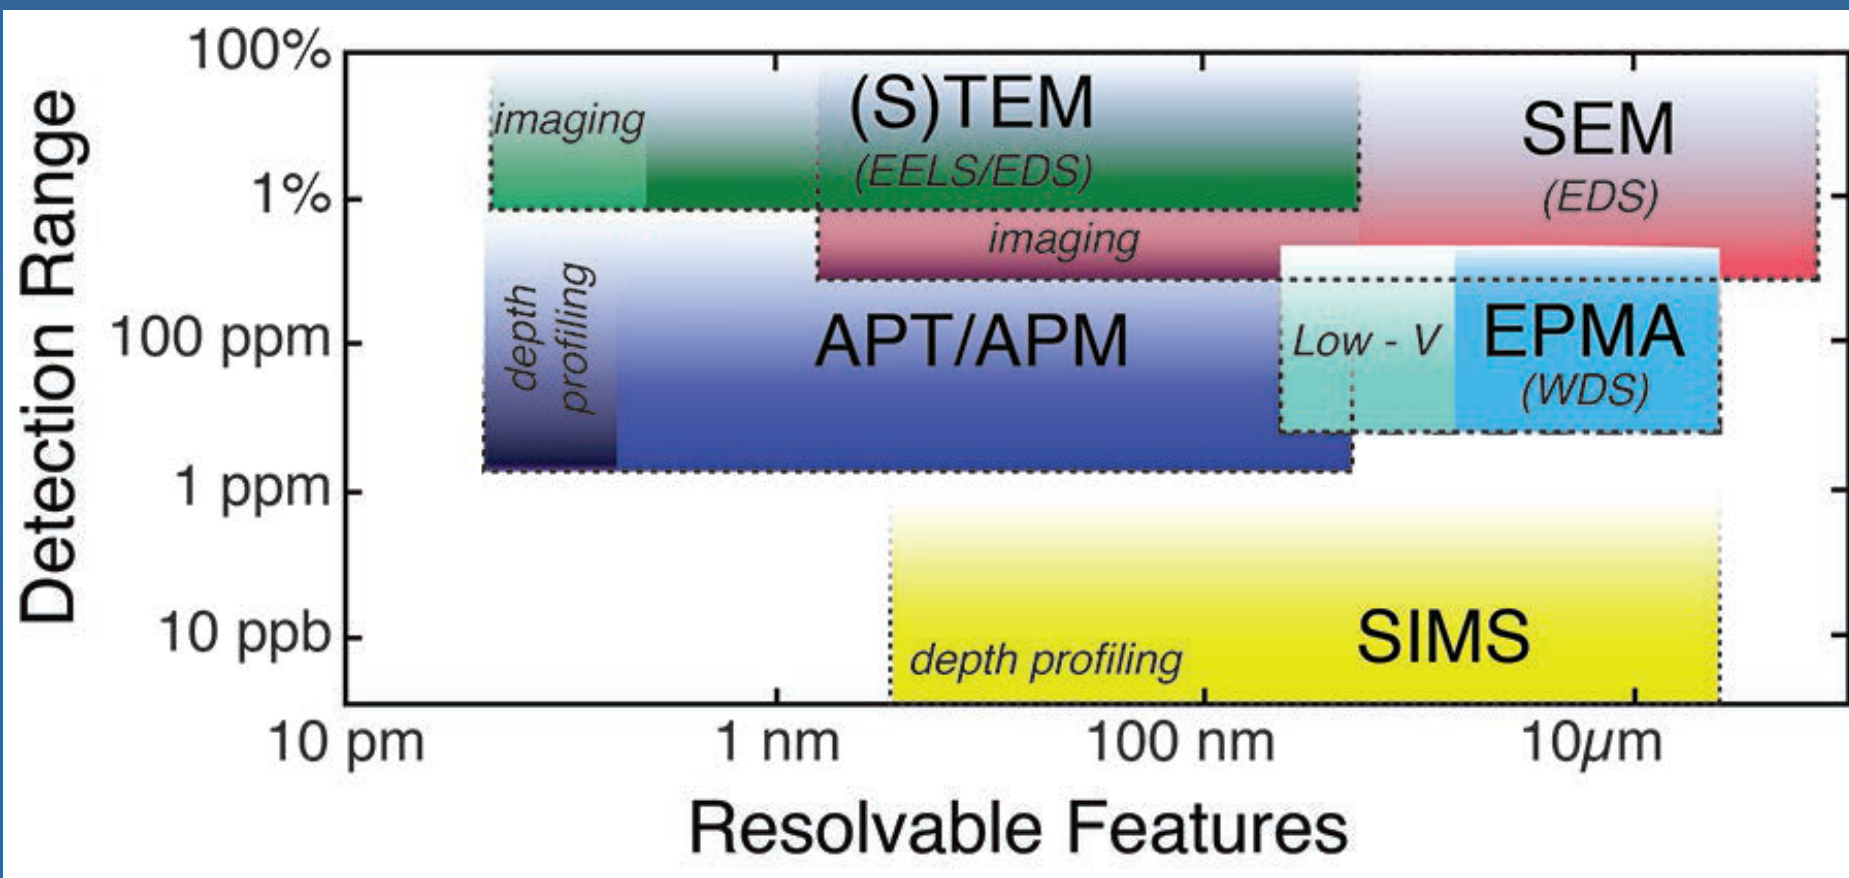 Detection Range
100%
1%
100 ppm
1 ppm
10 ppb
imaging
(S)TEM
(EELS/EDS)
SEM
(EDS)
imaging
depth
profiling
APT/APM
Low - V
EPMA
(WDS)
depth profiling
SIMS
10 pm
1 nm
100 nm
10µm
Resolvable Features